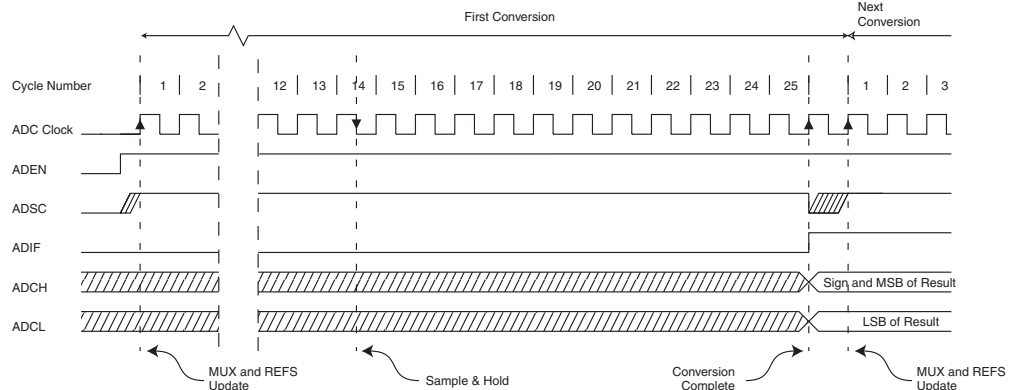 First Conversion
Next
Conversion
Cycle Number 1 2 12 13 14 15 16 17 18 19 20 21 22 23 24 25 1 2 3
ADC Clock
ADEN
ADSC
ADIF
ADCH Sign and MSB of Result
ADCL LSB of Result
MUX and REFS
Update
Sample & Hold
Conversion
Complete
MUX and REFS
Update